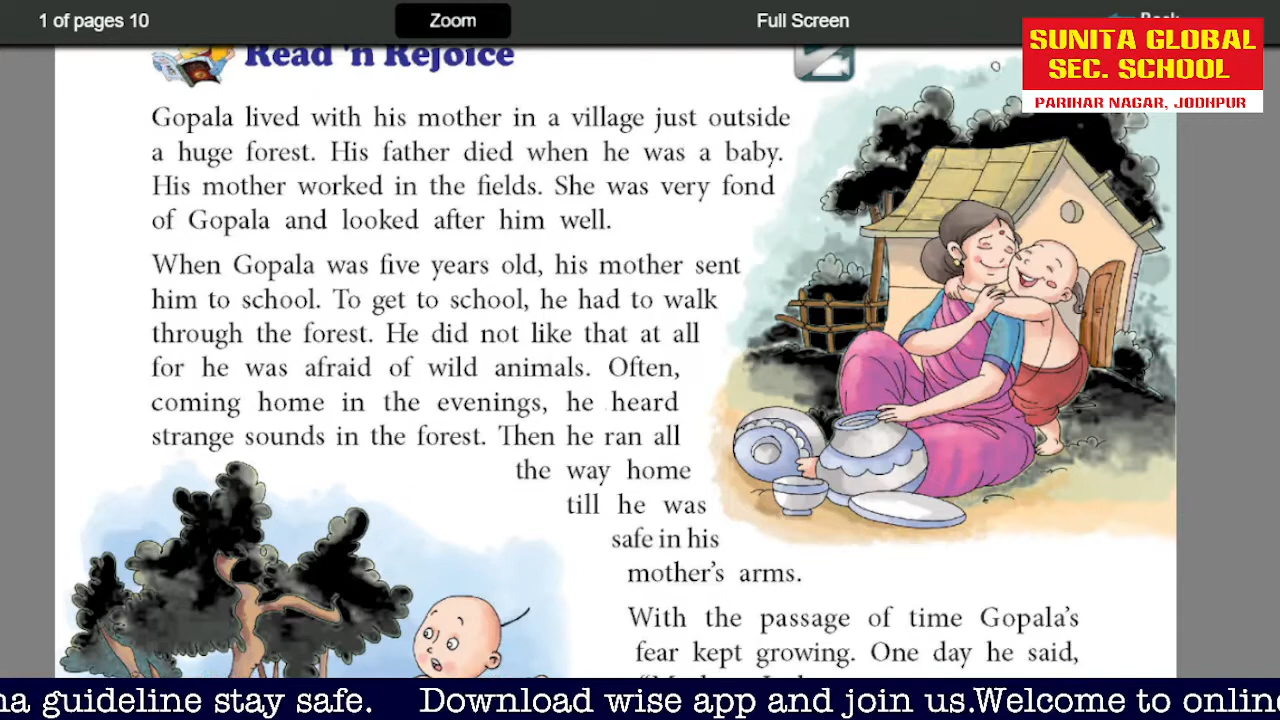 1 of pages 10
Zoom
Full Screen
SUNITA GLOBAL
SEC. SCHOOL
PARIHAR NAGAR, JODHPUR
Read 'n Rejoice
Gopala lived with his mother in a village just outside
a huge forest. His father died when he was a baby.
His mother worked in the fields. She was very fond
of Gopala and looked after him well.
When Gopala was five years old, his mother sent
him to school. To get to school, he had to walk
through the forest. He did not like that at all
for he was afraid of wild animals. Often,
coming home in the evenings, he heard
strange sounds in the forest. Then he ran all
the way home
till he was
safe in his
mother's arms.
With the passage of time Gopala's
fear kept growing. One day he said,
na guideline stay safe. Download wise app and join us.Welcome to onlin